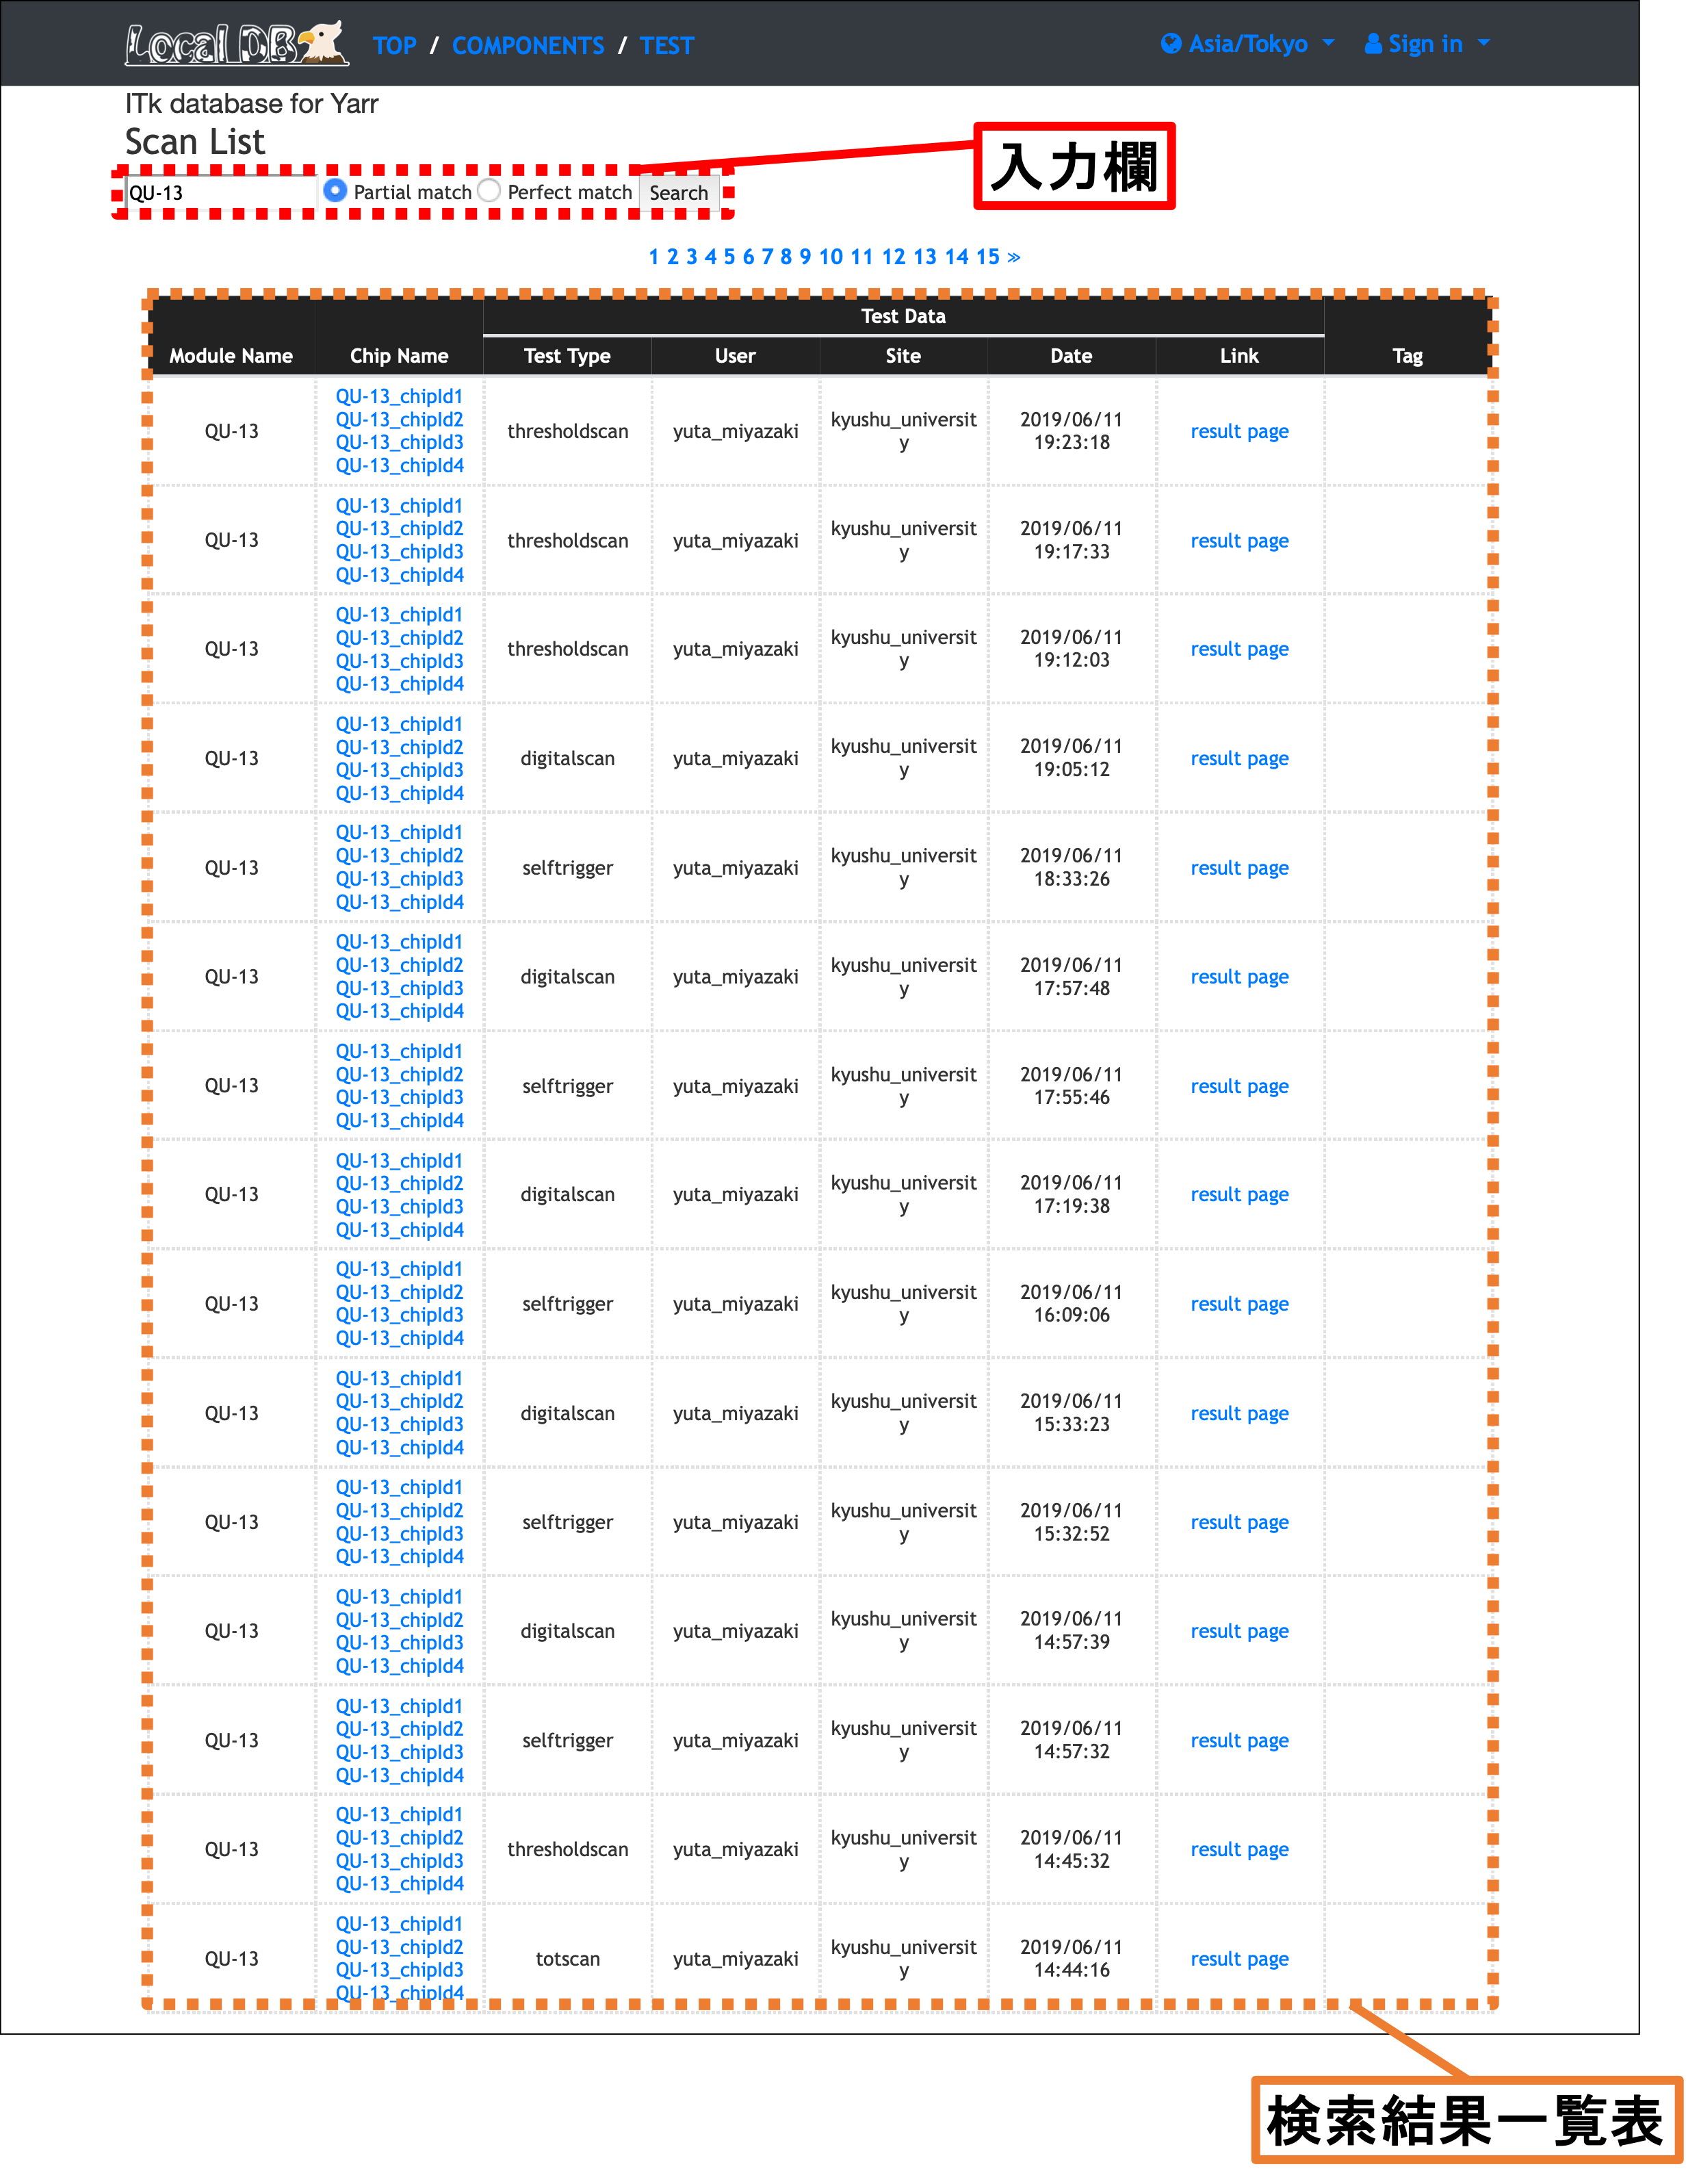 Local DB TOP / COMPONENTS / TEST Asia/Tokyo Sign in
ITk database for Yarr
Scan List
入力欄
QU-13 Partial match Perfect match Search
1 2 3 4 5 6 7 8 9 10 11 12 13 14 15 »
Test Data
Module Name Chip Name Test Type User Site Date Link Tag
QU-13 QU-13_chipId1 QU-13_chipId2 QU-13_chipId3 QU-13_chipId4 thresholdscan yuta_miyazaki kyushu_university 2019/06/11 19:23:18 result page
QU-13 QU-13_chipId1 QU-13_chipId2 QU-13_chipId3 QU-13_chipId4 thresholdscan yuta_miyazaki kyushu_university 2019/06/11 19:17:33 result page
QU-13 QU-13_chipId1 QU-13_chipId2 QU-13_chipId3 QU-13_chipId4 thresholdscan yuta_miyazaki kyushu_university 2019/06/11 19:12:03 result page
QU-13 QU-13_chipId1 QU-13_chipId2 QU-13_chipId3 QU-13_chipId4 digitalscan yuta_miyazaki kyushu_university 2019/06/11 19:05:12 result page
QU-13 QU-13_chipId1 QU-13_chipId2 QU-13_chipId3 QU-13_chipId4 selftrigger yuta_miyazaki kyushu_university 2019/06/11 18:33:26 result page
QU-13 QU-13_chipId1 QU-13_chipId2 QU-13_chipId3 QU-13_chipId4 digitalscan yuta_miyazaki kyushu_university 2019/06/11 17:57:48 result page
QU-13 QU-13_chipId1 QU-13_chipId2 QU-13_chipId3 QU-13_chipId4 selftrigger yuta_miyazaki kyushu_university 2019/06/11 17:55:46 result page
QU-13 QU-13_chipId1 QU-13_chipId2 QU-13_chipId3 QU-13_chipId4 digitalscan yuta_miyazaki kyushu_university 2019/06/11 17:19:38 result page
QU-13 QU-13_chipId1 QU-13_chipId2 QU-13_chipId3 QU-13_chipId4 selftrigger yuta_miyazaki kyushu_university 2019/06/11 16:09:06 result page
QU-13 QU-13_chipId1 QU-13_chipId2 QU-13_chipId3 QU-13_chipId4 digitalscan yuta_miyazaki kyushu_university 2019/06/11 15:33:23 result page
QU-13 QU-13_chipId1 QU-13_chipId2 QU-13_chipId3 QU-13_chipId4 selftrigger yuta_miyazaki kyushu_university 2019/06/11 15:32:52 result page
QU-13 QU-13_chipId1 QU-13_chipId2 QU-13_chipId3 QU-13_chipId4 digitalscan yuta_miyazaki kyushu_university 2019/06/11 14:57:39 result page
QU-13 QU-13_chipId1 QU-13_chipId2 QU-13_chipId3 QU-13_chipId4 selftrigger yuta_miyazaki kyushu_university 2019/06/11 14:57:32 result page
QU-13 QU-13_chipId1 QU-13_chipId2 QU-13_chipId3 QU-13_chipId4 thresholdscan yuta_miyazaki kyushu_university 2019/06/11 14:45:32 result page
QU-13 QU-13_chipId1 QU-13_chipId2 QU-13_chipId3 QU-13_chipId4 totscan yuta_miyazaki kyushu_university 2019/06/11 14:44:16 result page
検索結果一覧表